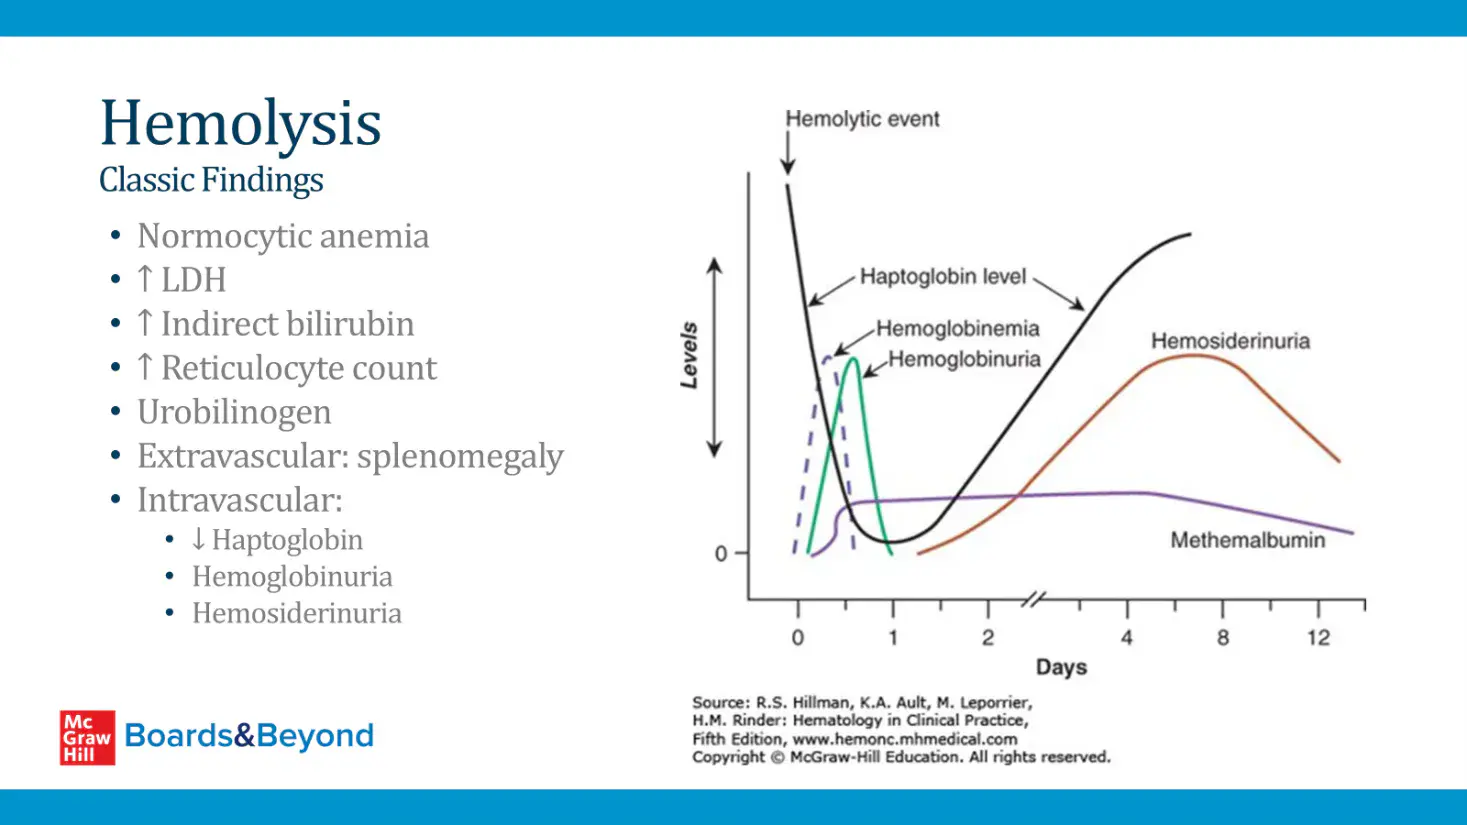 Hemolysis
Classic Findings
• Normocytic anemia
• ↑ LDH
• ↑ Indirect bilirubin
• ↑ Reticulocyte count
• Urobilinogen
• Extravascular: splenomegaly
• Intravascular:
• ↓ Haptoglobin
• Hemoglobinuria
• Hemosiderinuria
Mc
Graw
Hill
Boards&Beyond
Hemolytic event
Levels
Haptoglobin level
Hemoglobinemia
Hemoglobinuria
Hemosiderinuria
Methemalbumin
0
0 1 2 4 8 12
Days
Source: R.S. Hillman, K.A. Ault, M. Leporrier,
H.M. Rinder: Hematology in Clinical Practice,
Fifth Edition, www.hemonc.mhmedical.com
Copyright © McGraw-Hill Education. All rights reserved.